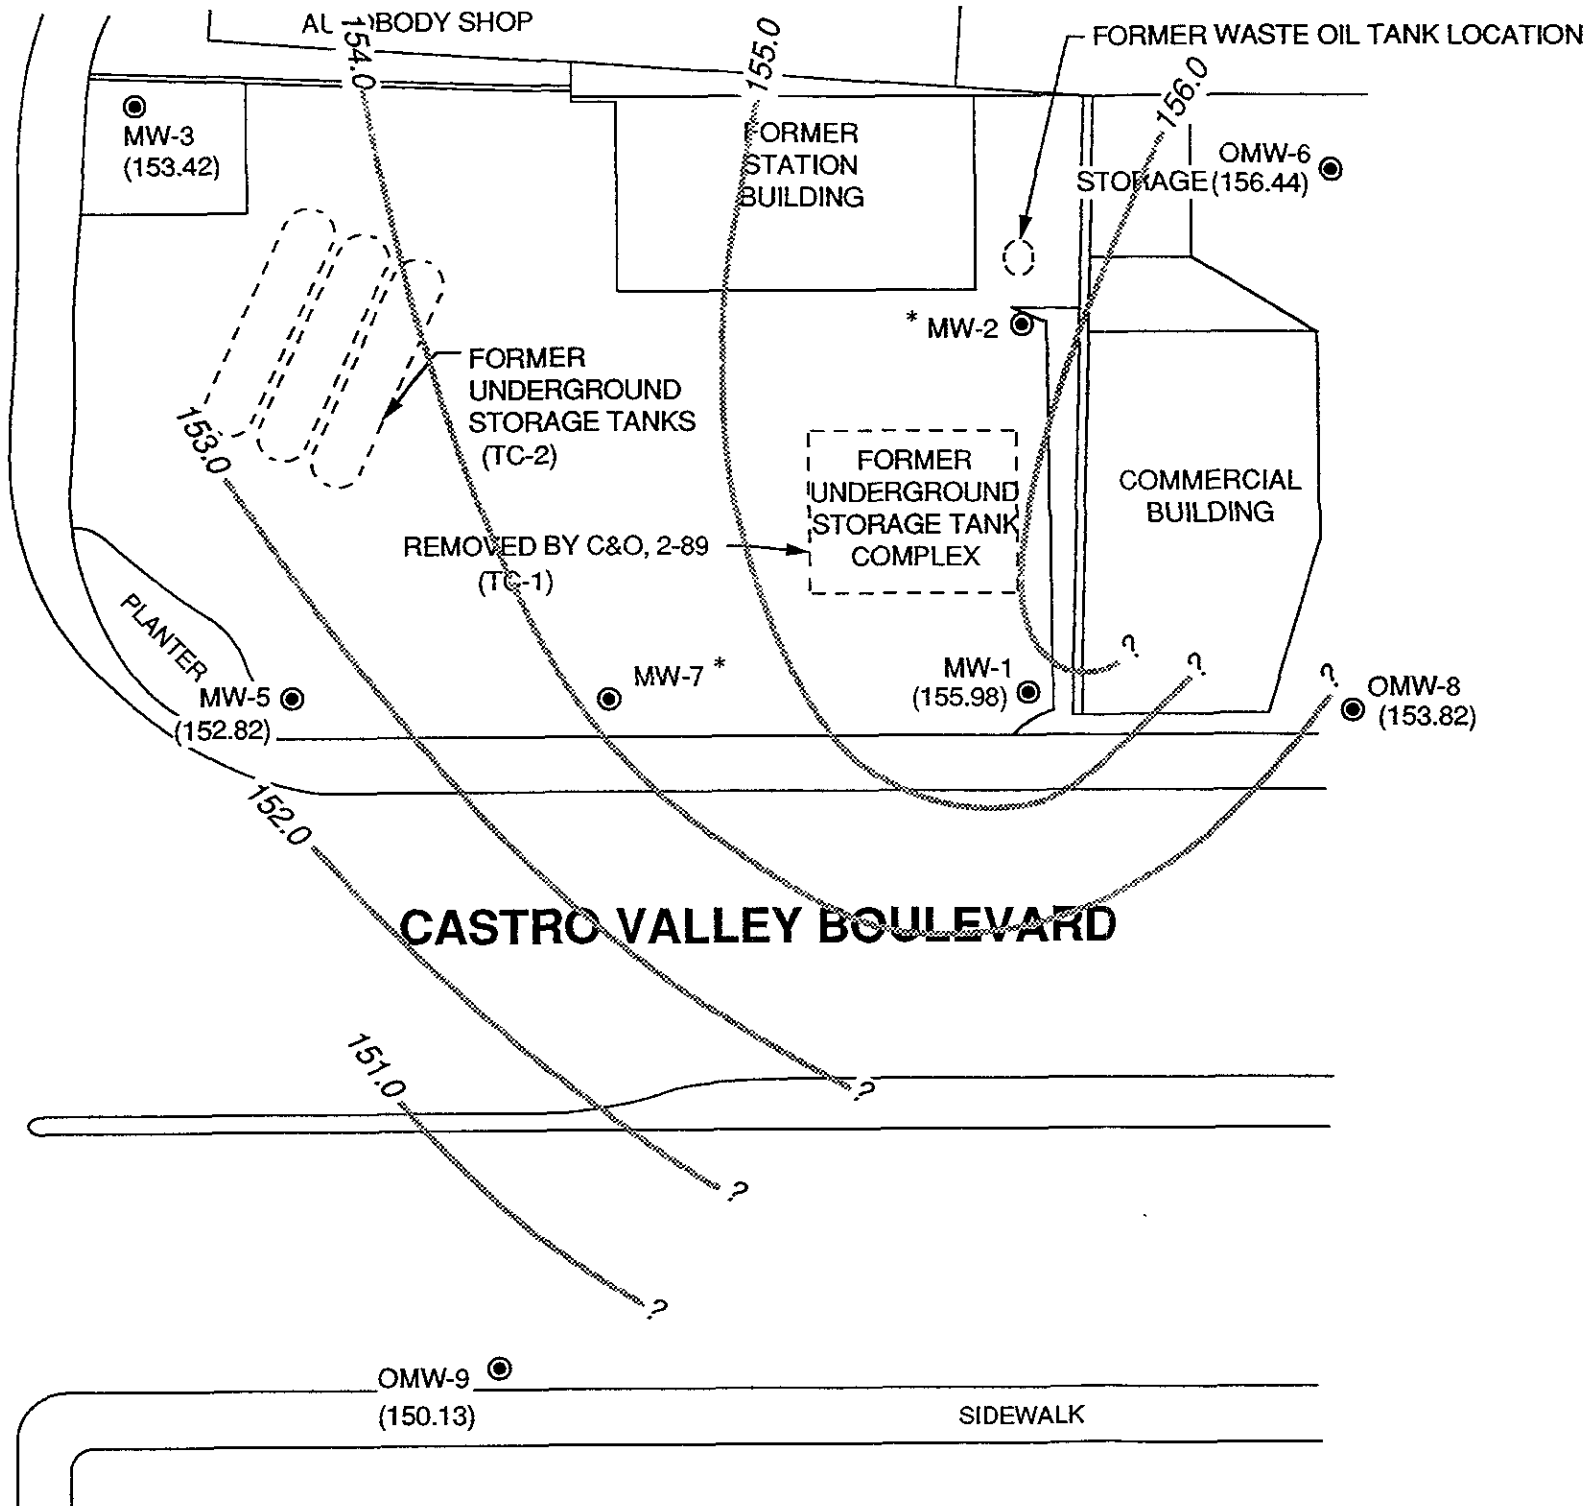 AU BODY SHOP
154.0
155.0
FORMER WASTE OIL TANK LOCATION
156.0
MW-3
(153.42)
FORMER
STATION
BUILDING
OMW-6
STORAGE (156.44)
* MW-2
FORMER
UNDERGROUND
STORAGE TANKS
(TC-2)
153.0
FORMER
UNDERGROUND
STORAGE TANK
COMPLEX
COMMERCIAL
BUILDING
REMOVED BY C&O, 2-89
(TC-1)
PLANTER
MW-5
(152.82)
MW-7 *
MW-1
(155.98)
?
?
?
OMW-8
(153.82)
152.0
CASTRO VALLEY BOULEVARD
151.0
?
?
?
OMW-9
(150.13)
SIDEWALK